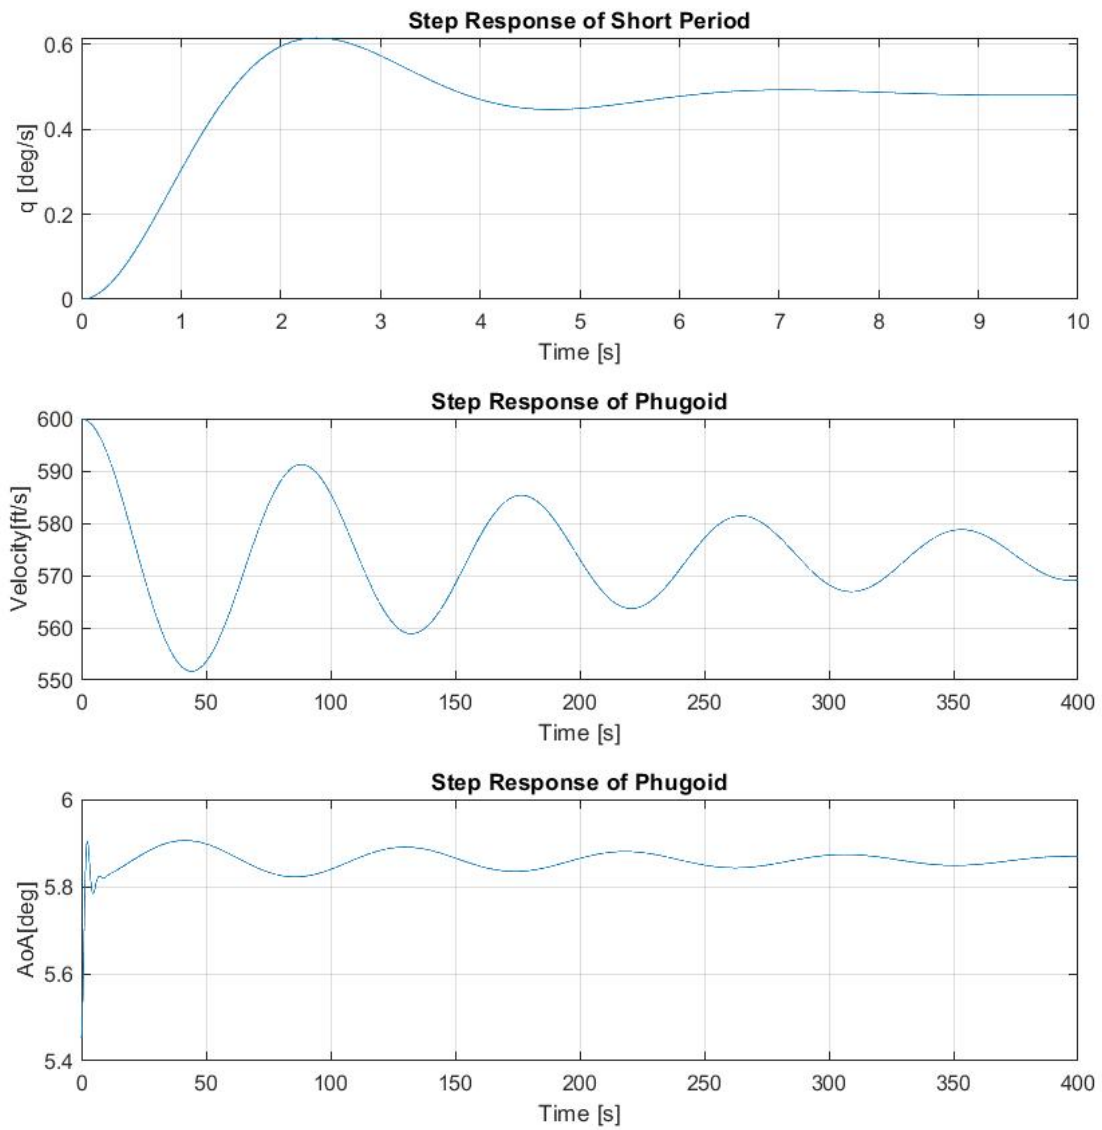 Step Response of Short Period
0.6
0.4
0.2
0
q [deg/s]
0 1 2 3 4 5 6 7 8 9 10
Time [s]
Step Response of Phugoid
600
590
580
570
560
550
Velocity[ft/s]
0 50 100 150 200 250 300 350 400
Time [s]
Step Response of Phugoid
6
5.8
5.6
5.4
AoA[deg]
0 50 100 150 200 250 300 350 400
Time [s]